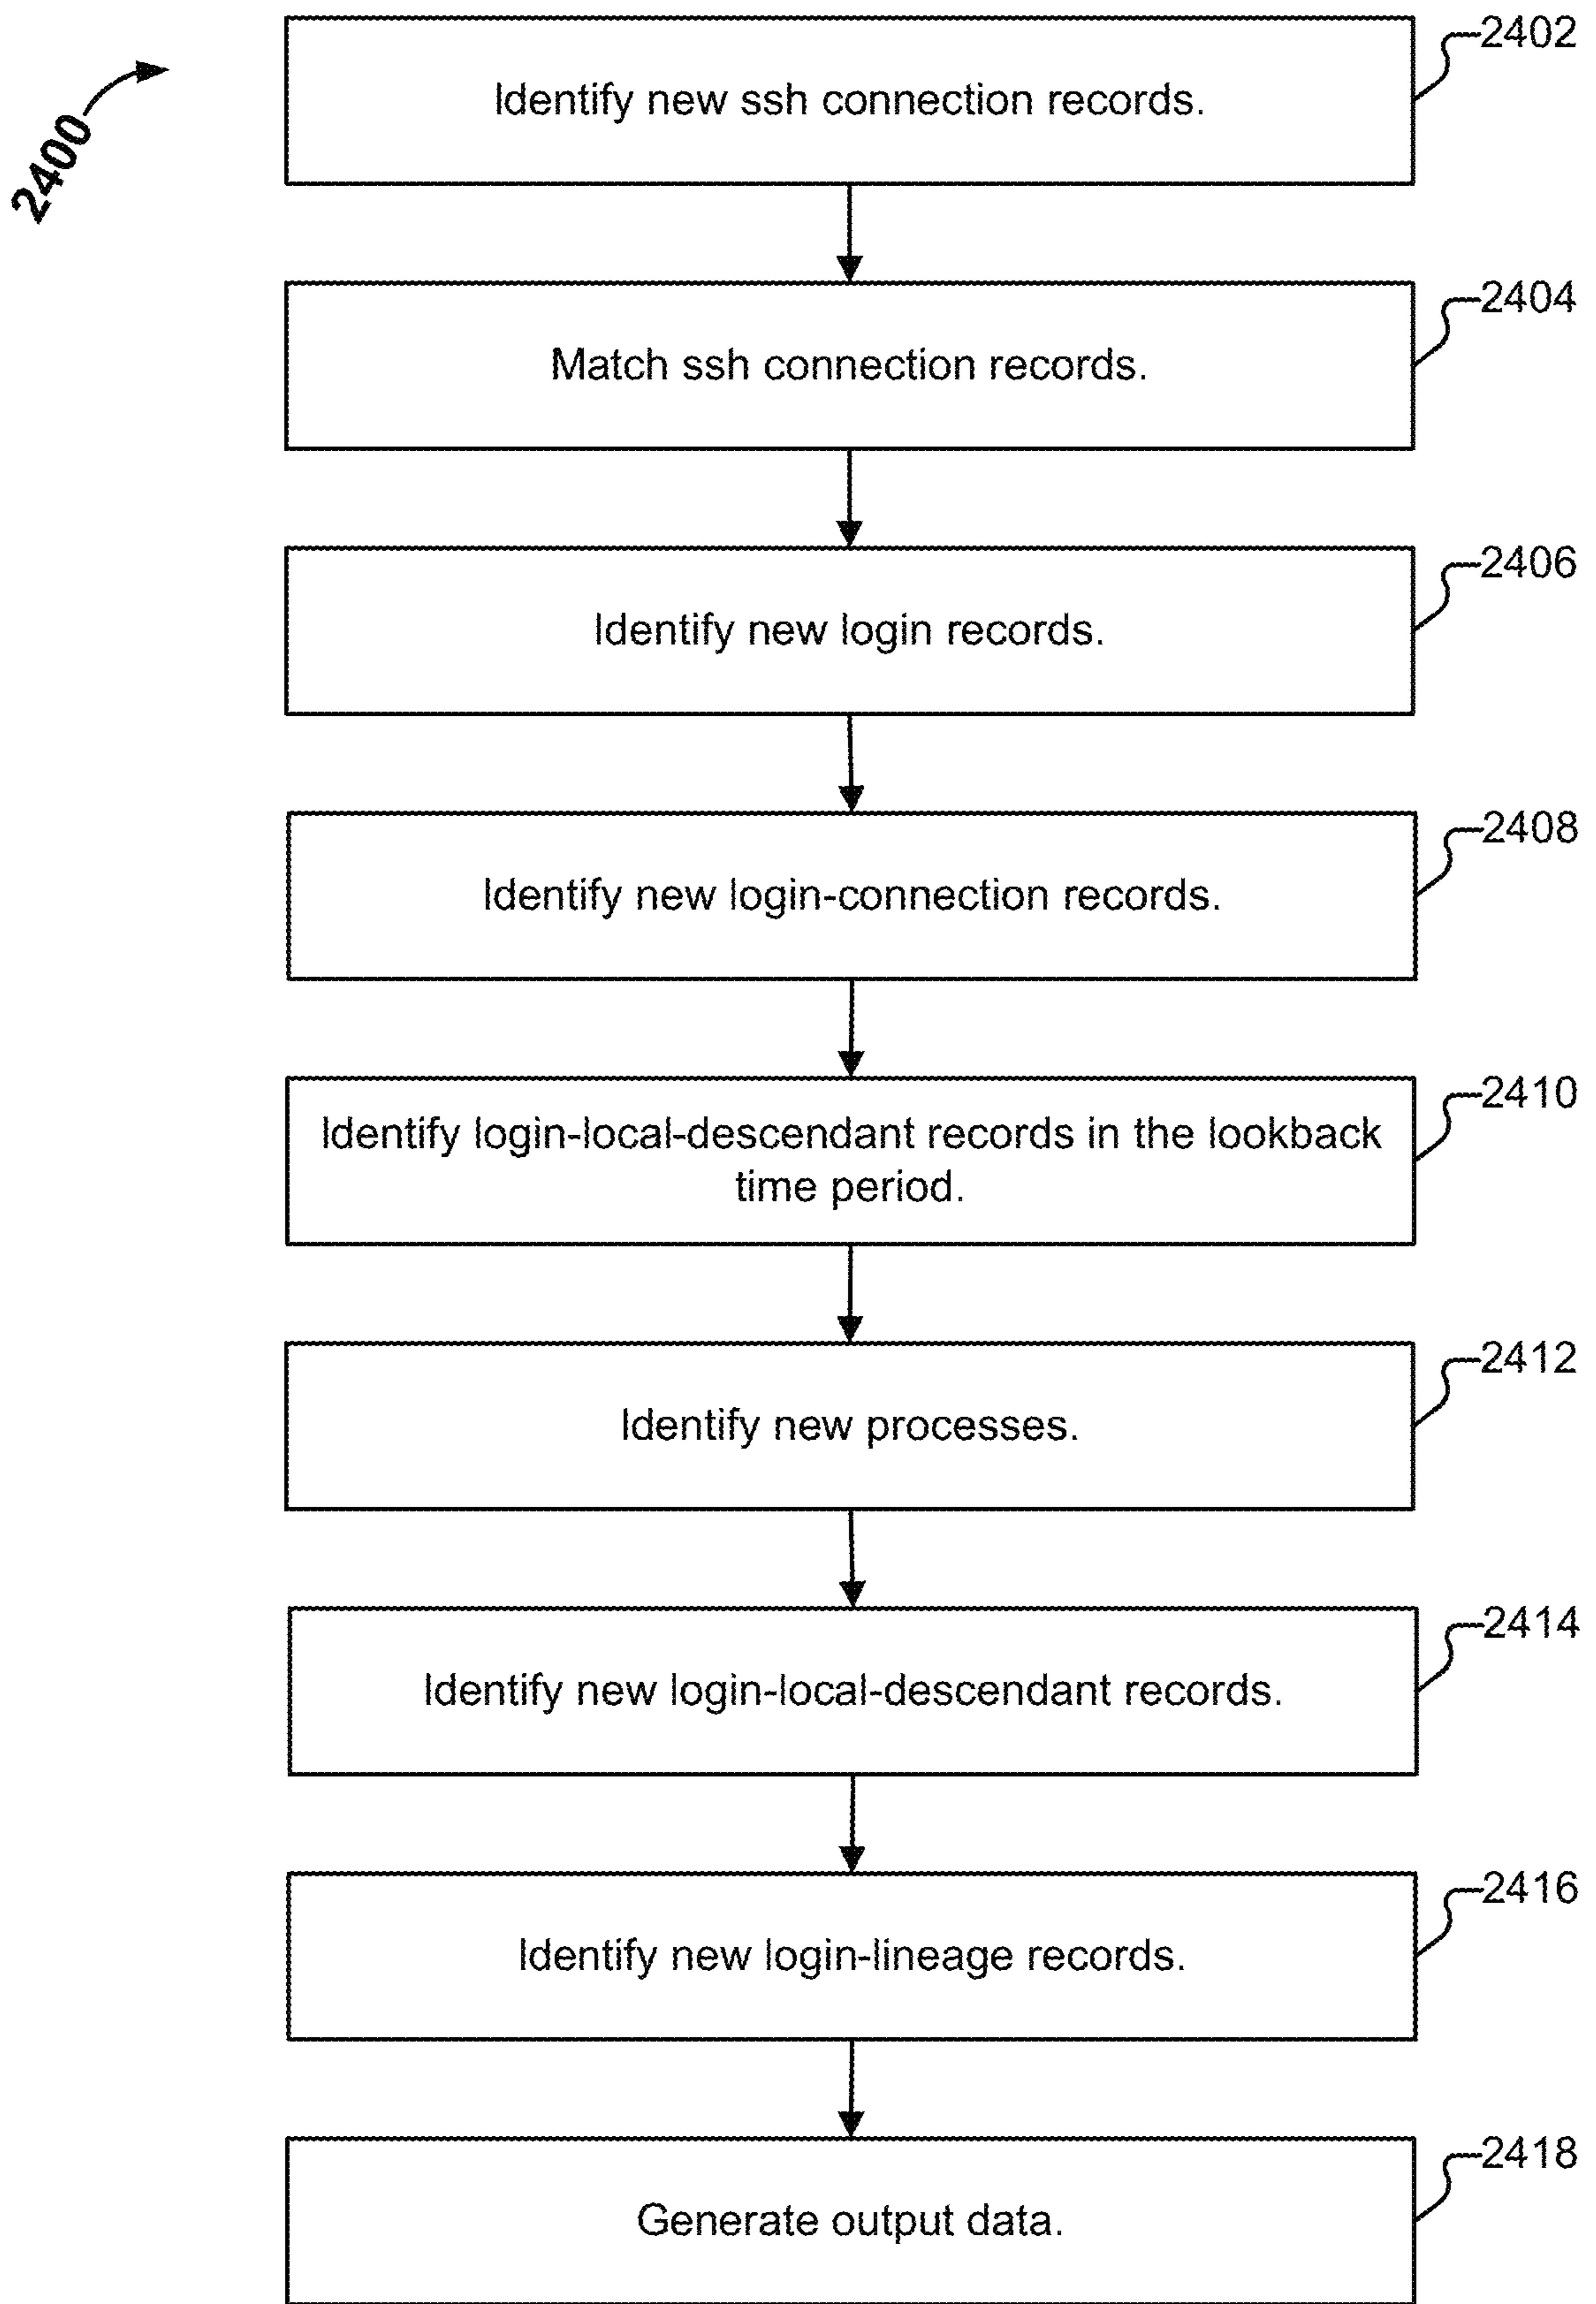 2400
2402
Identify new ssh connection records.
2404
Match ssh connection records.
2406
Identify new login records.
2408
Identify new login-connection records.
2410
Identify login-local-descendant records in the lookback
time period.
2412
Identify new processes.
2414
Identify new login-local-descendant records.
2416
Identify new login-lineage records.
2418
Generate output data.